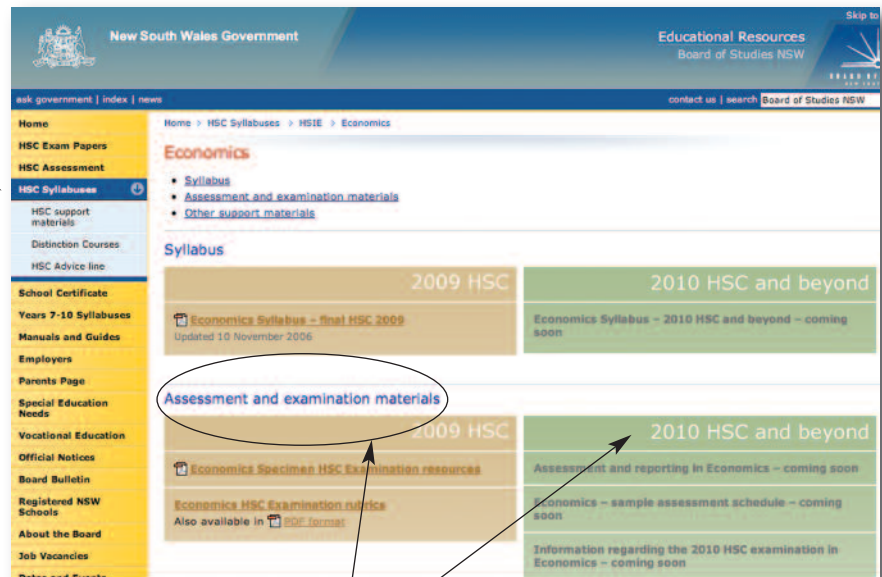 Skip to
New South Wales Government
Educational Resources
Board of Studies NSW
ask government | index | news
contact us | search Board of Studies NSW
Home
HSC Exam Papers
HSC Assessment
HSC Syllabuses
HSC support
materials
Distinction Courses
HSC Advice line
School Certificate
Years 7-10 Syllabuses
Manuals and Guides
Employers
Parents Page
Special Education
Needs
Vocational Education
Official Notices
Board Bulletin
Registered NSW
Schools
About the Board
Job Vacancies
Dates and Events
Home > HSC Syllabuses > HSIE > Economics
Economics
• Syllabus
• Assessment and examination materials
• Other support materials
Syllabus
2009 HSC
Economics Syllabus – final HSC 2009
Updated 10 November 2006
2010 HSC and beyond
Economics Syllabus – 2010 HSC and beyond – coming
soon
Assessment and examination materials
2009 HSC
Economics Specimen HSC Examination resources
Economics HSC Examination rubrics
Also available in PDF format
2010 HSC and beyond
Assessment and reporting in Economics – coming soon
Economics – sample assessment schedule – coming
soon
Information regarding the 2010 HSC examination in
Economics – coming soon